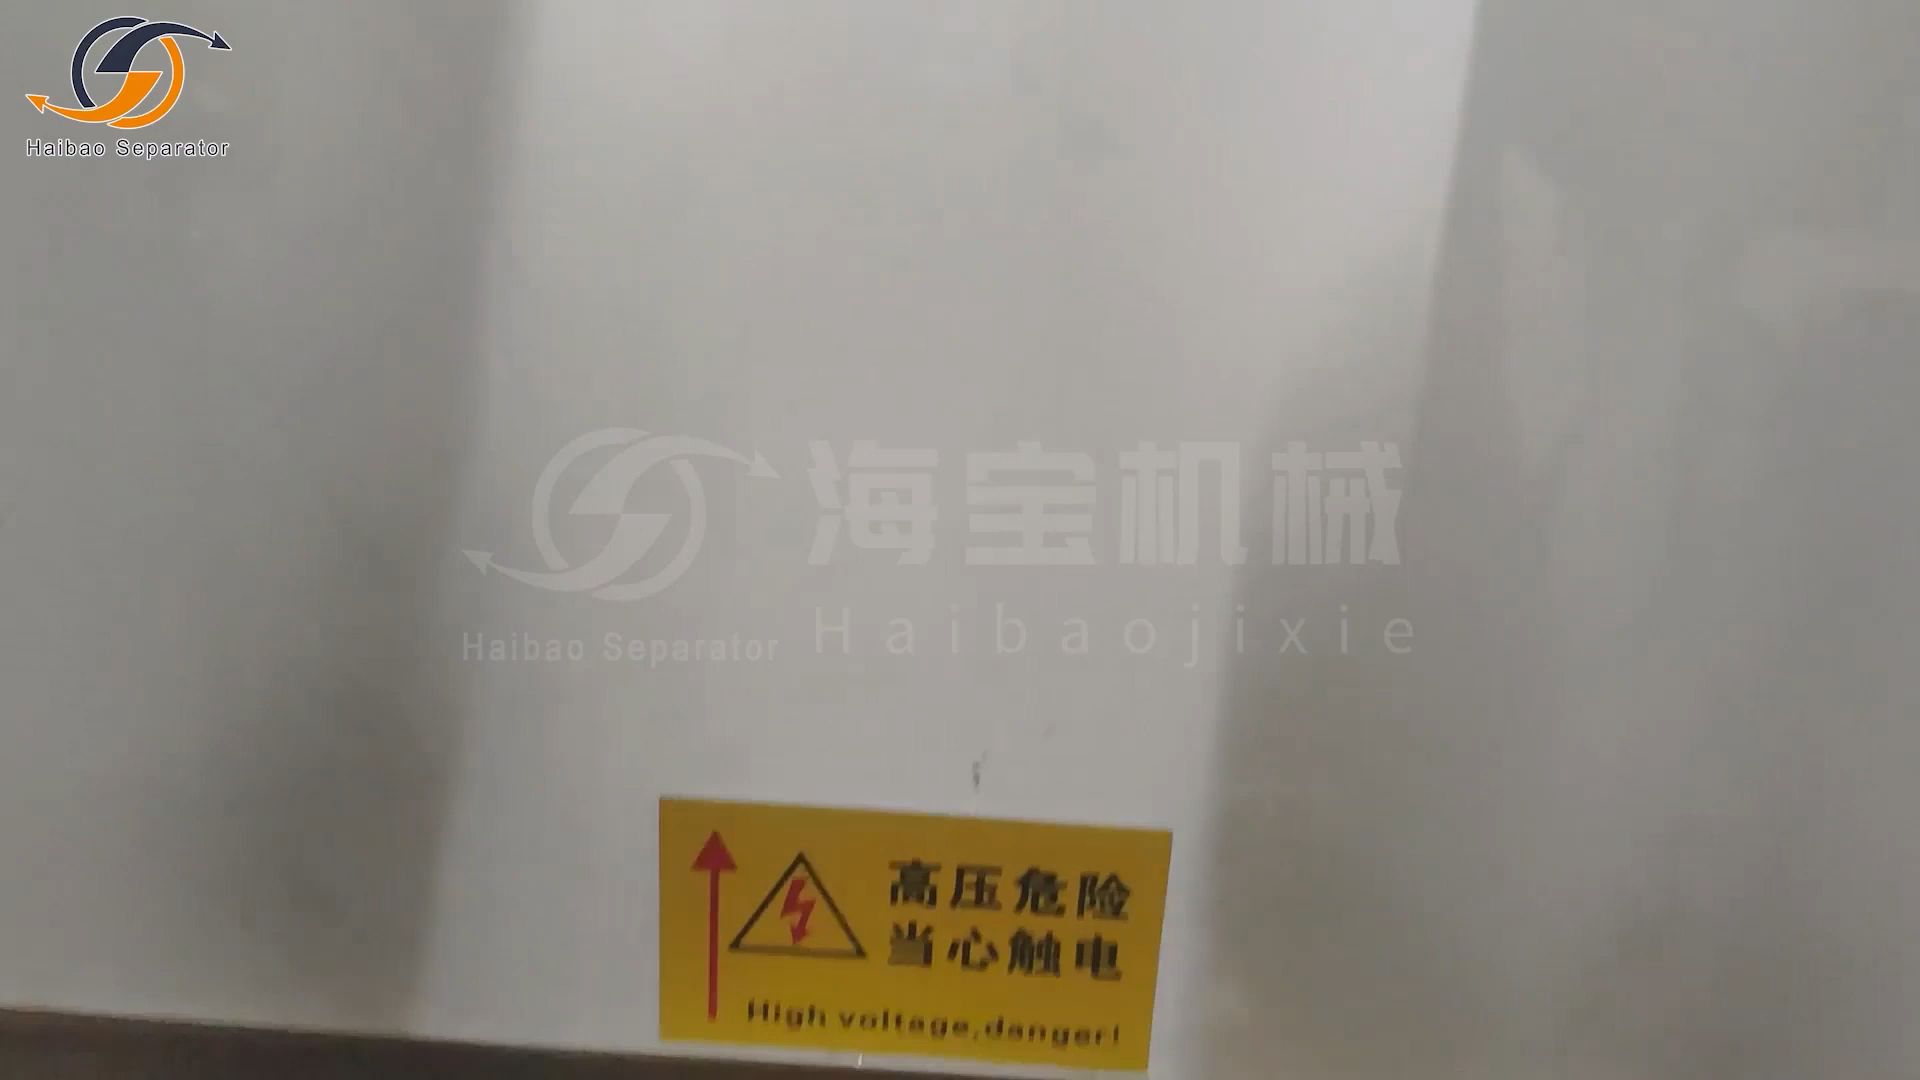 Haibao Separator
海宝机械
Haibao Separator
Haibaojixie
高压危险
当心触电
High voltage,danger!